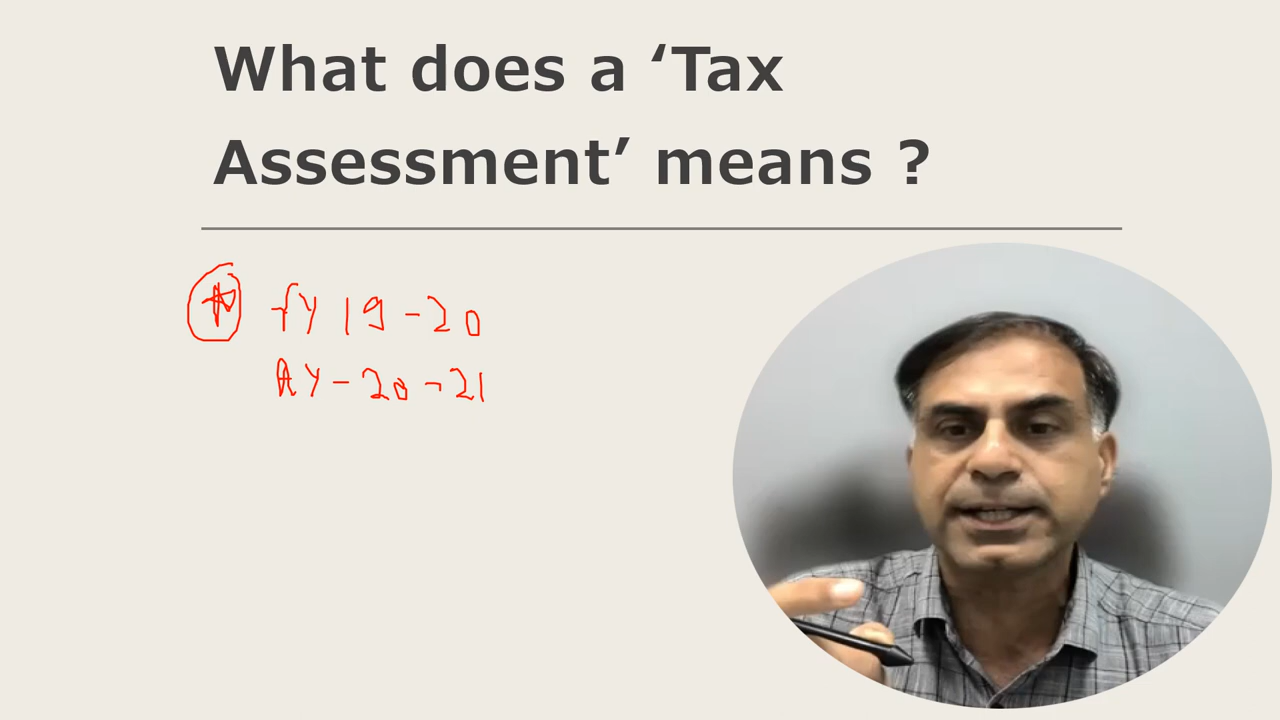 What does a ‘Tax
Assessment’ means ?
FY 19-20
AY-20-21